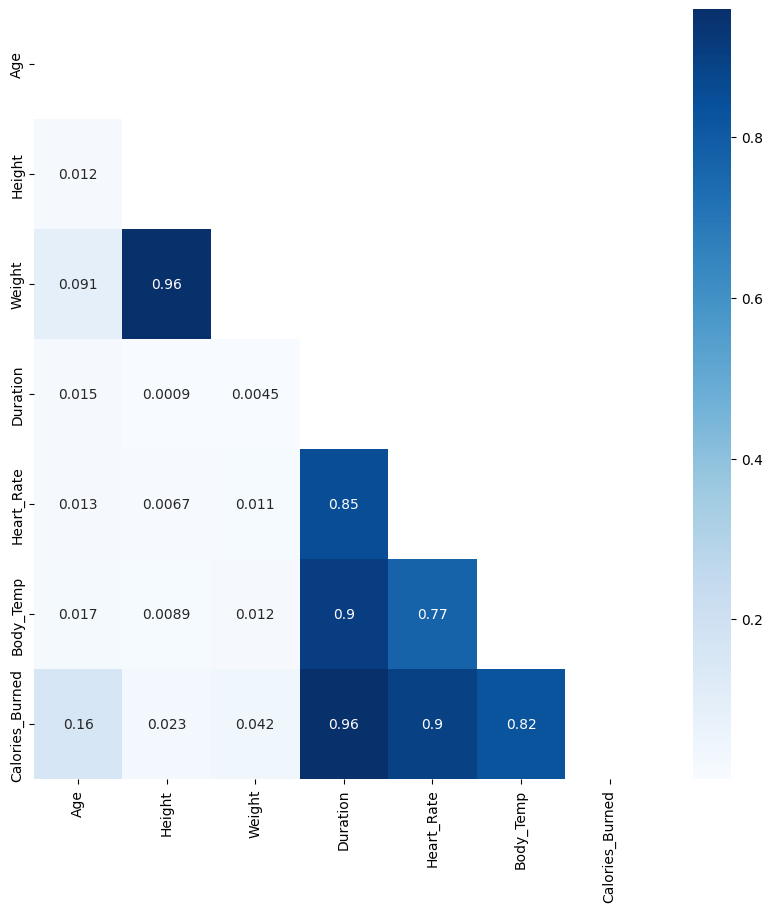 Age
Height
0.012
Weight
0.091 0.96
Duration
0.015 0.0009 0.0045
Heart_Rate
0.013 0.0067 0.011 0.85
Body_Temp
0.017 0.0089 0.012 0.9 0.77
Calories_Burned
0.16 0.023 0.042 0.96 0.9 0.82
Age Height Weight Duration Heart_Rate Body_Temp Calories_Burned
0.8
0.6
0.4
0.2